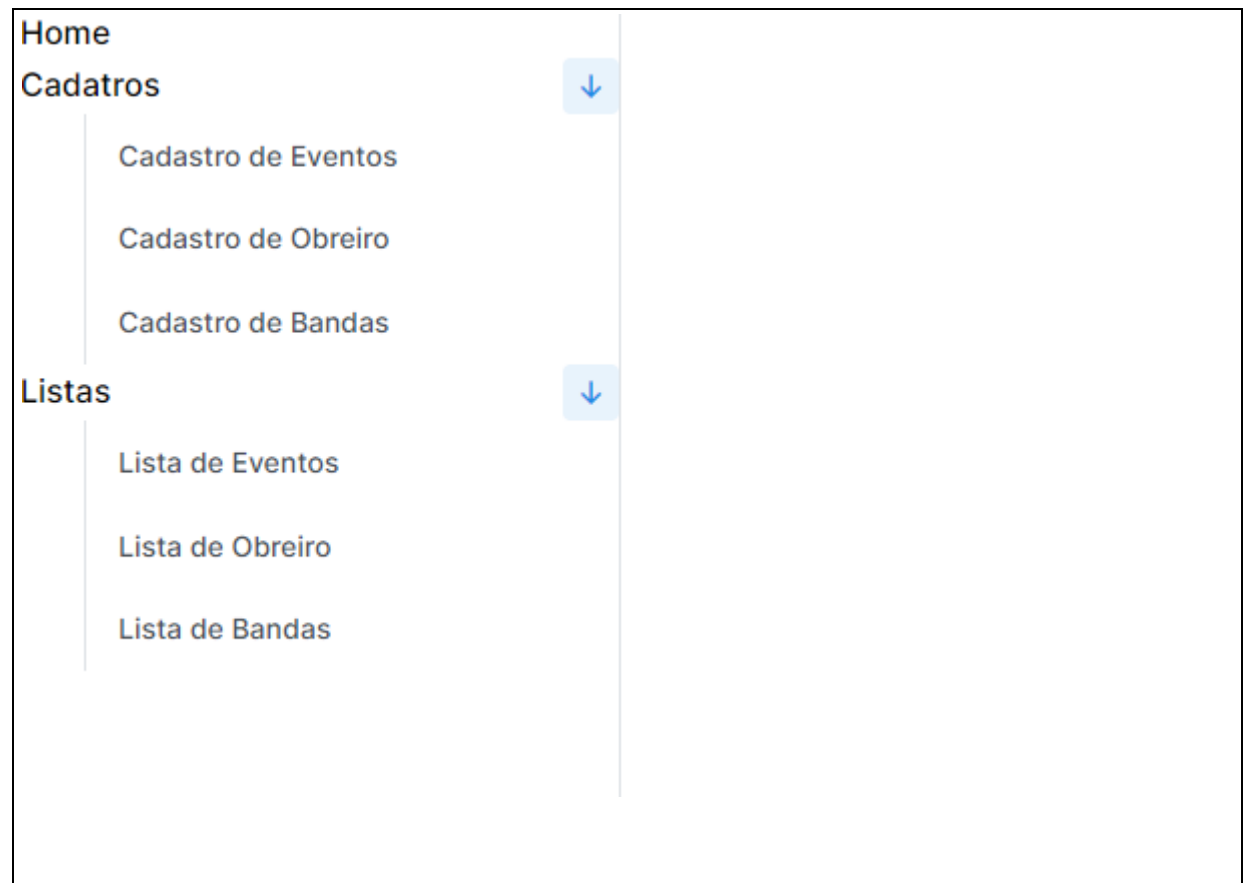 Home
Cadatros
Cadastro de Eventos
Cadastro de Obreiro
Cadastro de Bandas
Listas
Lista de Eventos
Lista de Obreiro
Lista de Bandas